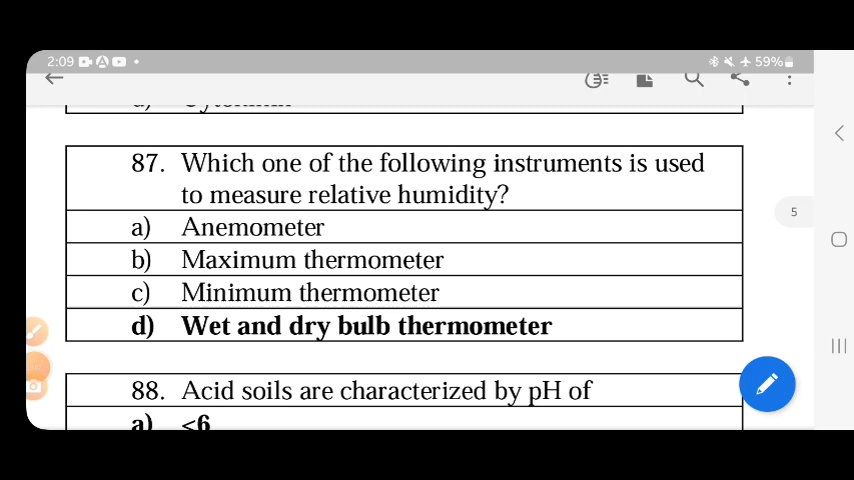 2:09
59%
87. Which one of the following instruments is used
to measure relative humidity?
a) Anemometer
b) Maximum thermometer
c) Minimum thermometer
d) Wet and dry bulb thermometer
5
88. Acid soils are characterized by pH of
a) <6